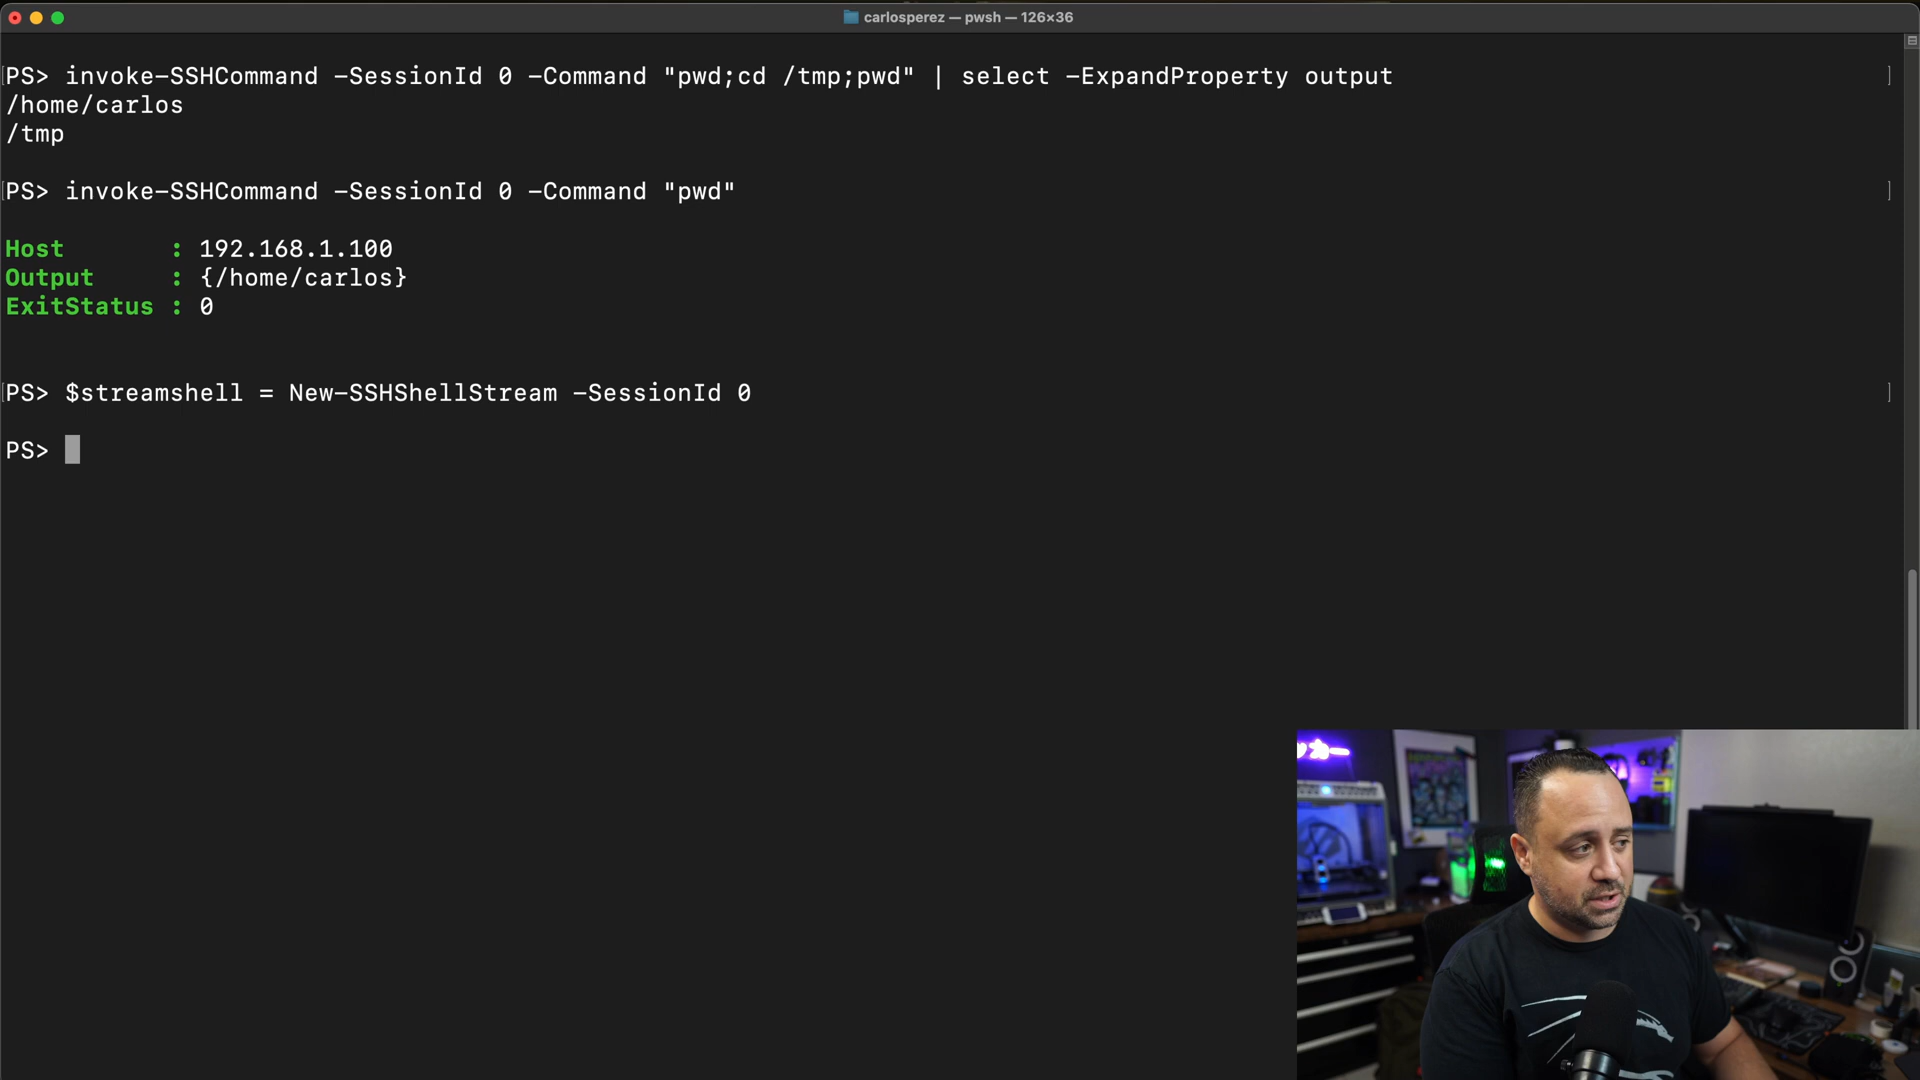 carlosperez — pwsh — 126×36
PS> invoke-SSHCommand -SessionId 0 -Command "pwd;cd /tmp;pwd" | select -ExpandProperty output
/home/carlos
/tmp
PS> invoke-SSHCommand -SessionId 0 -Command "pwd"
Host : 192.168.1.100
Output : {/home/carlos}
ExitStatus : 0
PS> $streamshell = New-SSHShellStream -SessionId 0
PS>